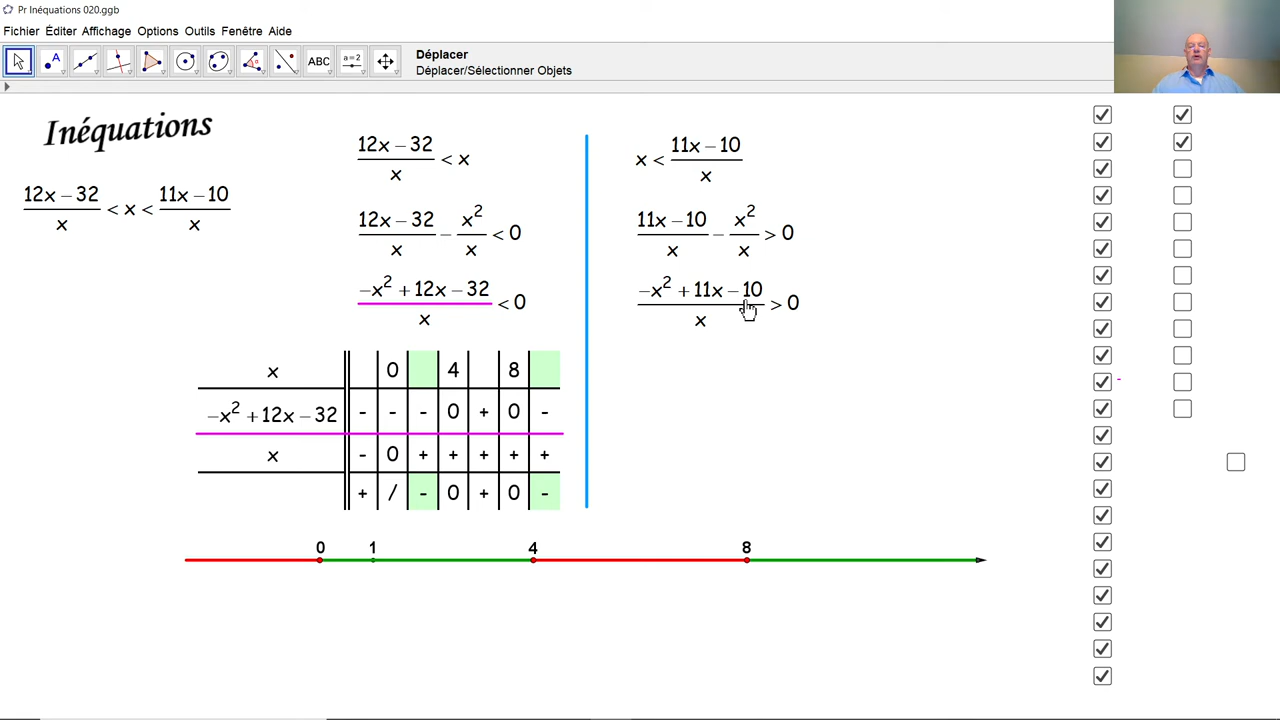 Pr Inéquations 020.ggb
Fichier Éditer Affichage Options Outils Fenêtre Aide
A ABC a=2 Déplacer
Déplacer/Sélectionner Objets
Inéquations
(12x − 32)/x < x < (11x − 10)/x
(12x − 32)/x < x
(12x − 32)/x − x²/x < 0
(−x² + 12x − 32)/x < 0
x 0 4 8
−x² + 12x − 32 - - - 0 + 0 -
x - 0 + + + + +
+ / - 0 + 0 -
x < (11x − 10)/x
(11x − 10)/x − x²/x > 0
(−x² + 11x − 10)/x > 0
0 1 4 8